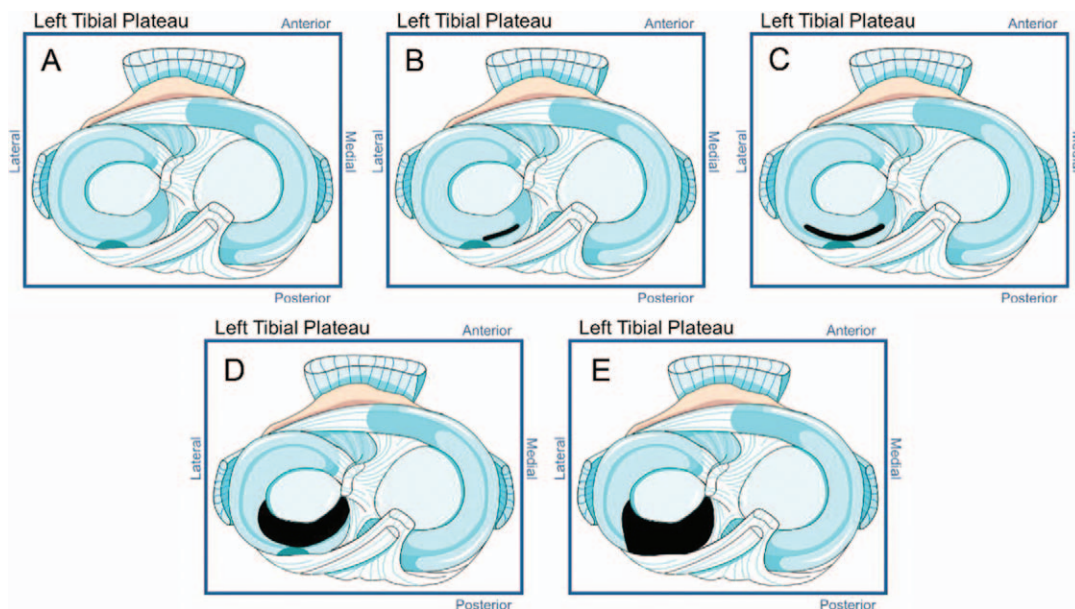 Left Tibial Plateau
Anterior
A
Lateral
Medial
Posterior
Left Tibial Plateau
Anterior
B
Lateral
Medial
Posterior
Left Tibial Plateau
Anterior
C
Lateral
Medial
Posterior
Left Tibial Plateau
Anterior
D
Lateral
Medial
Posterior
Left Tibial Plateau
Anterior
E
Lateral
Medial
Posterior